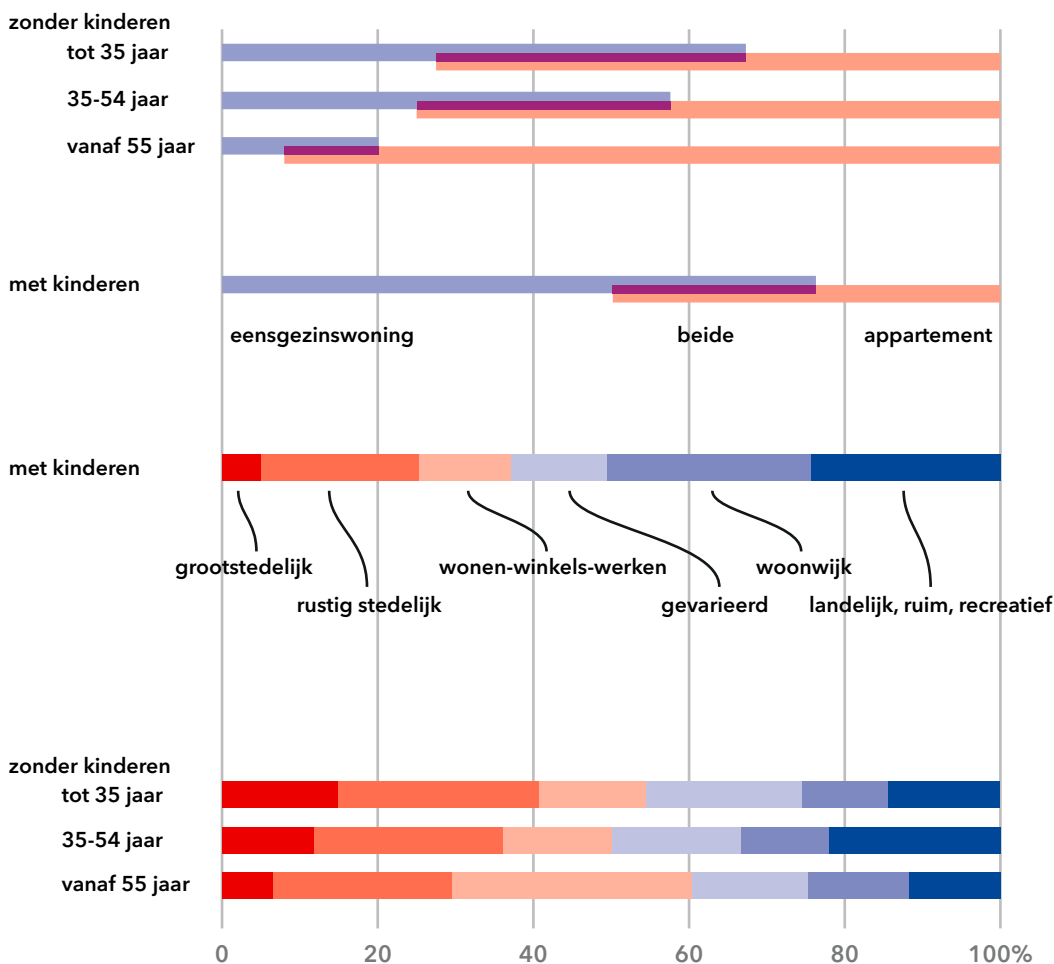 zonder kinderen
tot 35 jaar
35-54 jaar
vanaf 55 jaar
met kinderen
eensgezinswoning beide appartement
met kinderen
grootstedelijk wonen-winkels-werken woonwijk
rustig stedelijk gevarieerd landelijk, ruim, recreatief
zonder kinderen
tot 35 jaar
35-54 jaar
vanaf 55 jaar
0 20 40 60 80 100%